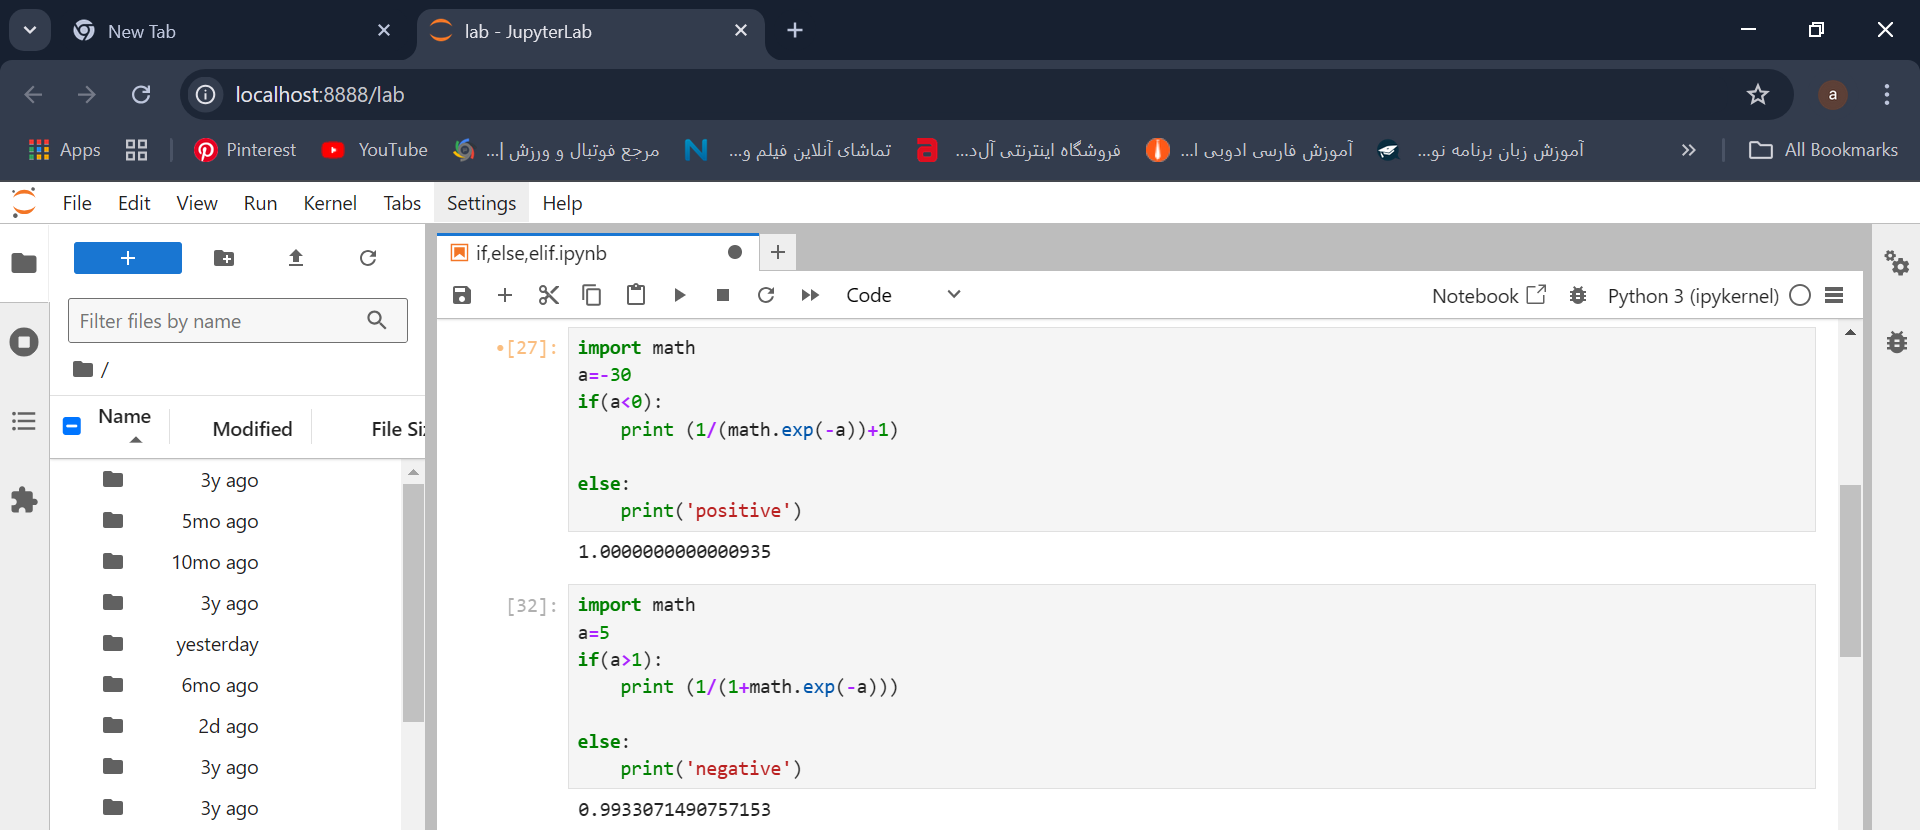 New Tab
lab - JupyterLab
localhost:8888/lab
a
Apps
Pinterest
YouTube
مرجع فوتبال و ورزش |...
تماشای آنلاین فیلم و...
فروشگاه اینترنتی آل‌د...
آموزش فارسی ادوبی ا...
آموزش زبان برنامه نو...
All Bookmarks
File Edit View Run Kernel Tabs Settings Help
if,else,elif.ipynb
Code
Notebook
Python 3 (ipykernel)
Filter files by name
/
Name
Modified
File Si
3y ago
5mo ago
10mo ago
3y ago
yesterday
6mo ago
2d ago
3y ago
3y ago
[27]:
import math
a=-30
if(a<0):
    print (1/(math.exp(-a))+1)
else:
    print('positive')
1.0000000000000935
[32]:
import math
a=5
if(a>1):
    print (1/(1+math.exp(-a)))
else:
    print('negative')
0.9933071490757153